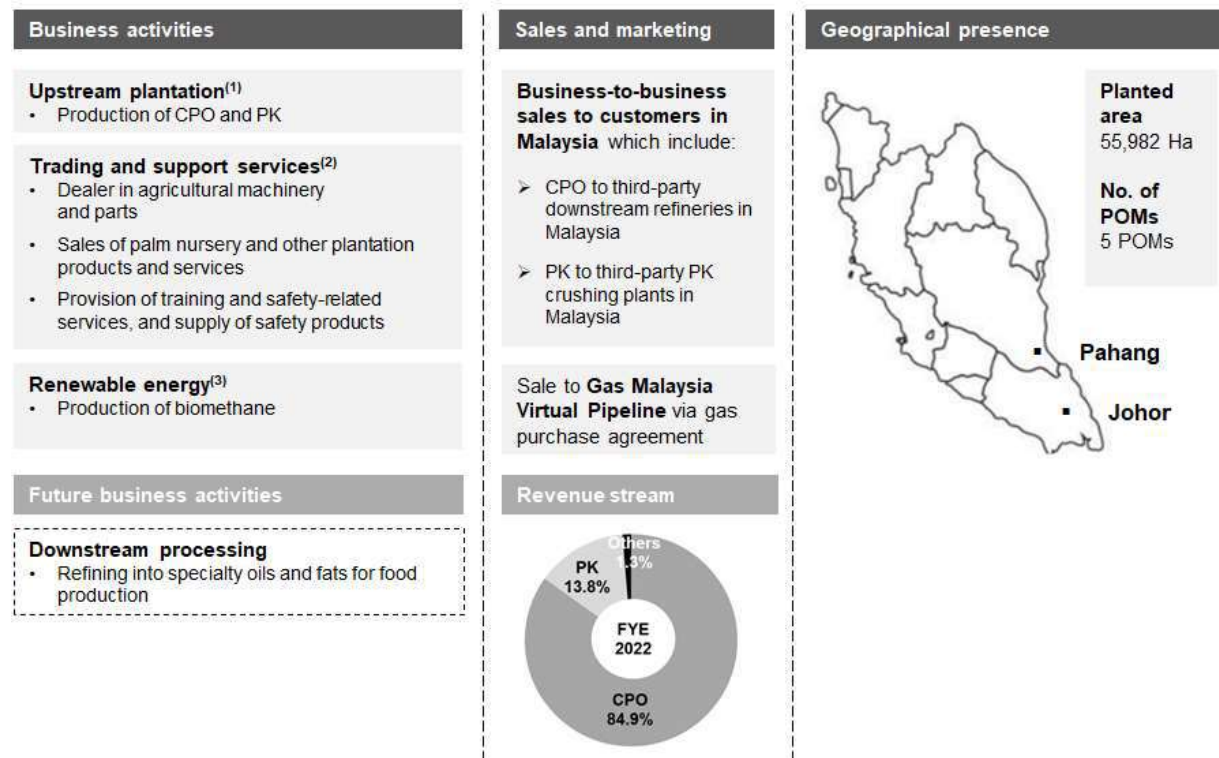 Business activities
Upstream plantation(1)
• Production of CPO and PK
Trading and support services(2)
• Dealer in agricultural machinery
and parts
• Sales of palm nursery and other plantation
products and services
• Provision of training and safety-related
services, and supply of safety products
Renewable energy(3)
• Production of biomethane
Future business activities
Downstream processing
• Refining into specialty oils and fats for food
production
Sales and marketing
Business-to-business
sales to customers in
Malaysia which include:
➢ CPO to third-party
downstream refineries in
Malaysia
➢ PK to third-party PK
crushing plants in
Malaysia
Sale to Gas Malaysia
Virtual Pipeline via gas
purchase agreement
Revenue stream
Others
1.3%
PK
13.8%
FYE
2022
CPO
84.9%
Geographical presence
Planted
area
55,982 Ha
No. of
POMs
5 POMs
Pahang
Johor